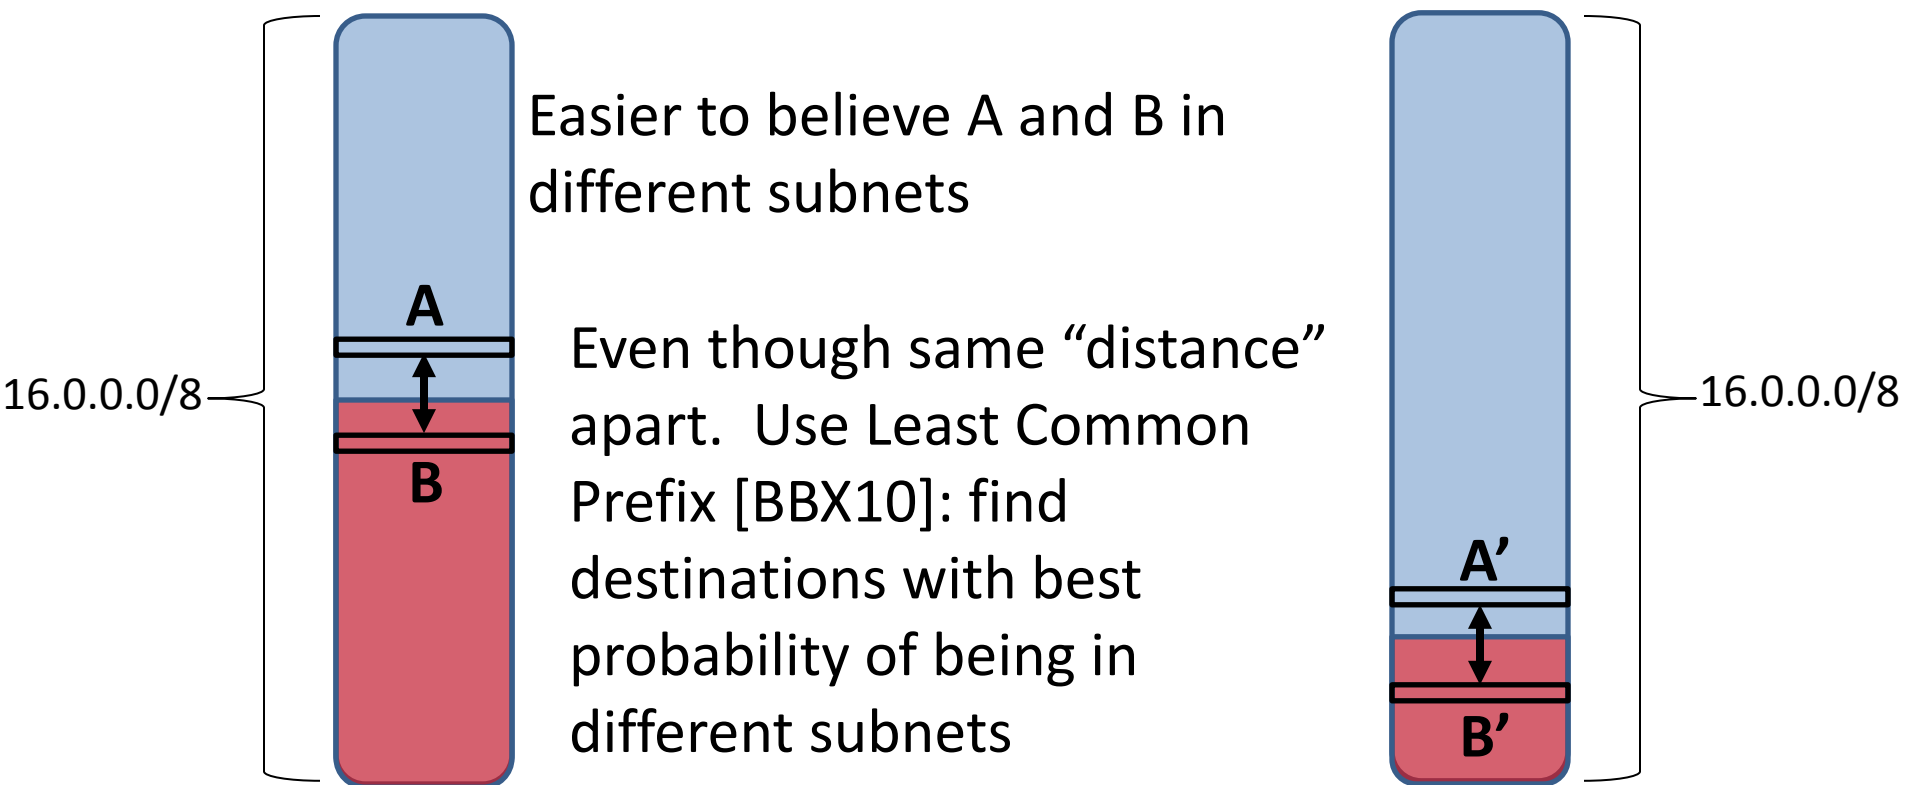 Easier to believe A and B in
different subnets
A
B
16.0.0.0/8
Even though same “distance”
apart.  Use Least Common
Prefix [BBX10]: find
destinations with best
probability of being in
different subnets
A’
B’
16.0.0.0/8